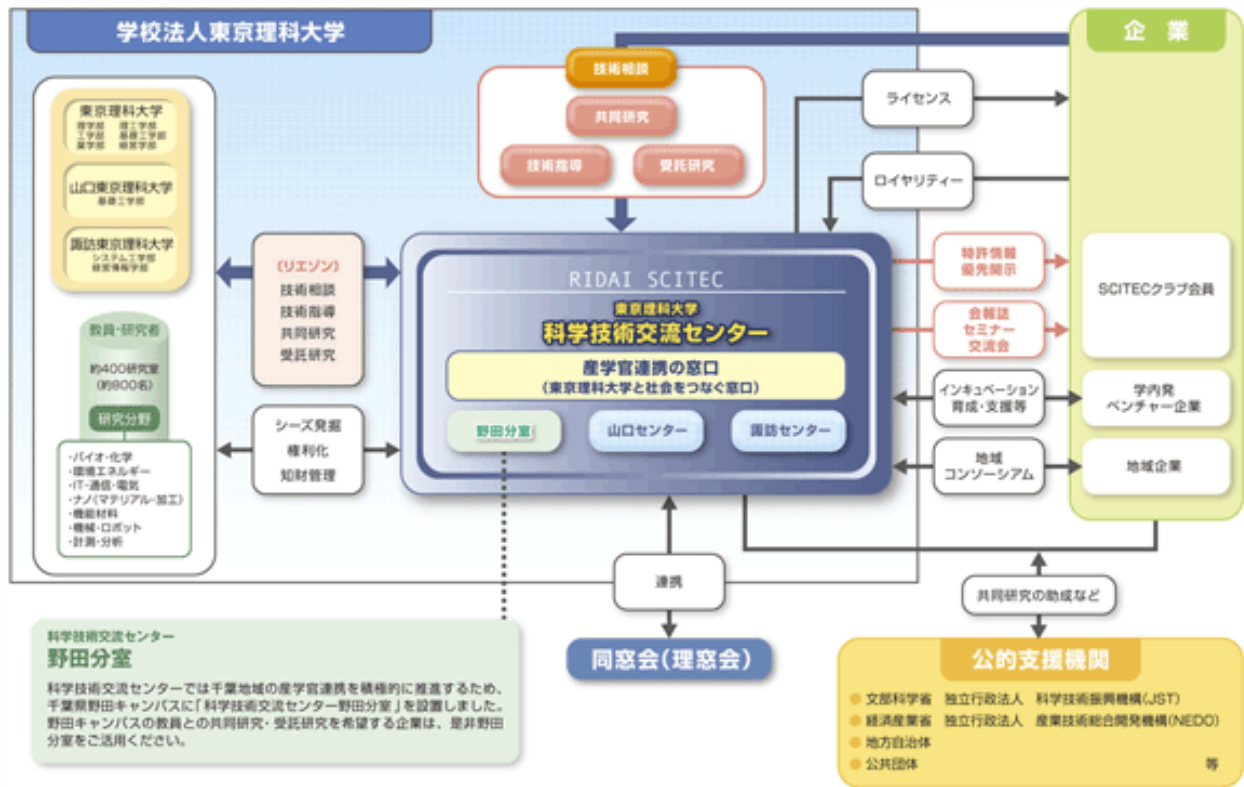 学校法人東京理科大学
企 業
技術相談
共同研究
技術指導
受託研究
ライセンス
ロイヤリティー
東京理科大学
理学部 理工学部
工学部 基礎工学部
薬学部 経営学部
山口東京理科大学
基礎工学部
諏訪東京理科大学
システム工学部
経営情報学部
教員・研究者
約400研究室
(約800名)
研究分野
・バイオ・化学
・環境エネルギー
・IT・通信・電気
・ナノ(マテリアル・加工)
・機能材料
・機械・ロボット
・計測・分析
(リエゾン)
技術相談
技術指導
共同研究
受託研究
シーズ発掘
権利化
知財管理
RIDAI SCITEC
東京理科大学
科学技術交流センター
産学官連携の窓口
(東京理科大学と社会をつなぐ窓口)
野田分室
山口センター
諏訪センター
特許情報
優先開示
会報誌
セミナー
交流会
インキュベーション
育成・支援等
地域
コンソーシアム
SCITECクラブ会員
学内発
ベンチャー企業
地域企業
連携
共同研究の助成など
同窓会(理窓会)
科学技術交流センター
野田分室
科学技術交流センターでは千葉地域の産学官連携を積極的に推進するため、
千葉県野田キャンパスに「科学技術交流センター野田分室」を設置しました。
野田キャンパスの教員との共同研究・受託研究を希望する企業は、是非野田
分室をご活用ください。
公的支援機関
文部科学省 独立行政法人 科学技術振興機構(JST)
経済産業省 独立行政法人 産業技術総合開発機構(NEDO)
地方自治体
公共団体 等